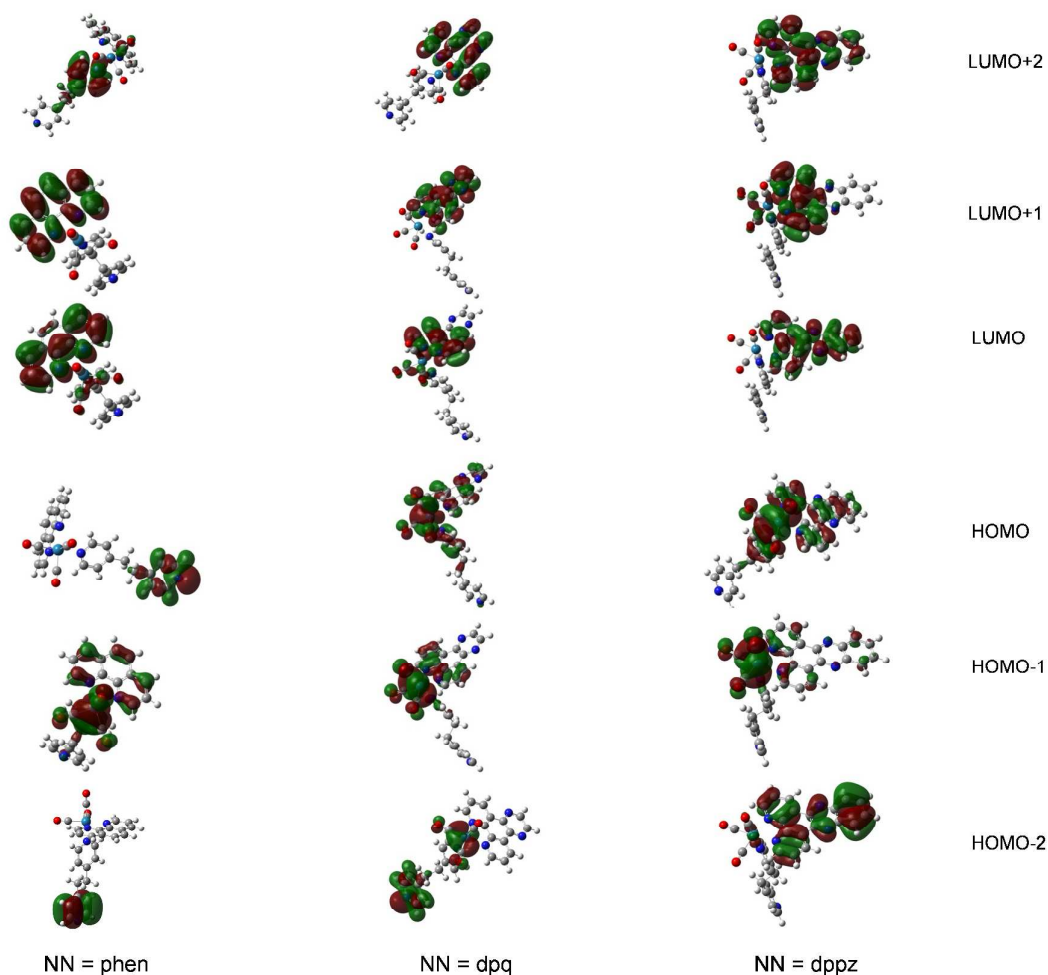 LUMO+2
LUMO+1
LUMO
HOMO
HOMO-1
HOMO-2
NN = phen NN = dpq NN = dppz